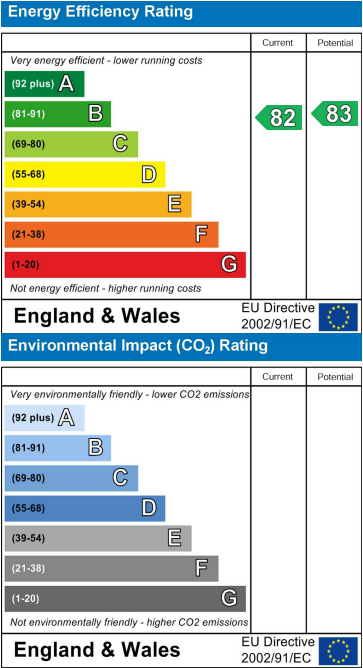 Energy Efficiency Rating
Current Potential
Very energy efficient - lower running costs
(92 plus) A
(81-91) B
82 83
(69-80) C
(55-68) D
(39-54) E
(21-38) F
(1-20) G
Not energy efficient - higher running costs
England & Wales
EU Directive
2002/91/EC
Environmental Impact (CO2) Rating
Current Potential
Very environmentally friendly - lower CO2 emissions
(92 plus) A
(81-91) B
(69-80) C
(55-68) D
(39-54) E
(21-38) F
(1-20) G
Not environmentally friendly - higher CO2 emissions
England & Wales
EU Directive
2002/91/EC